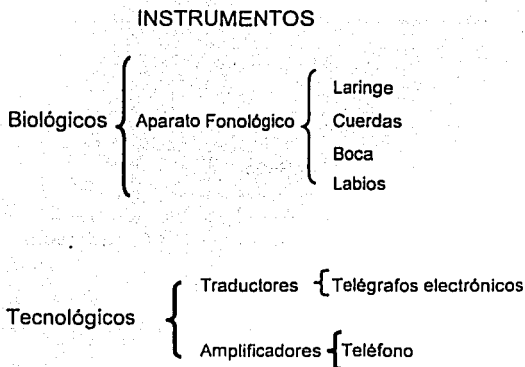 INSTRUMENTOS
Biológicos
Aparato Fonológico
Laringe
Cuerdas
Boca
Labios
Tecnológicos
Traductores
Telégrafos electrónicos
Amplificadores
Teléfono